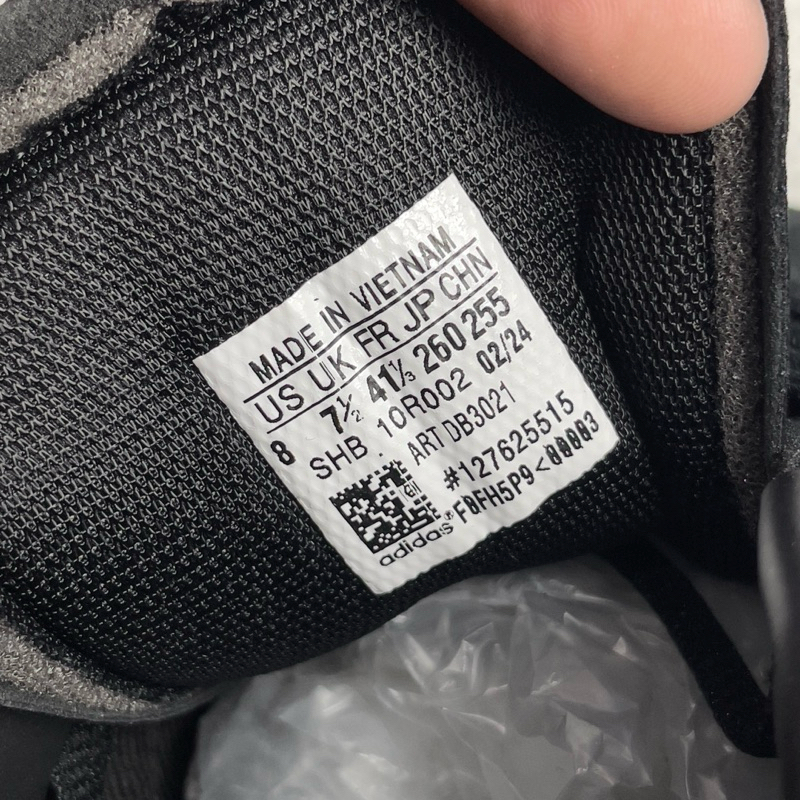 MADE IN VIETNAM
US UK FR JP CHN
8 7½ 41⅓ 260 255
SHB 10R002 02/24
ART DB3021
#127625515
adidas®